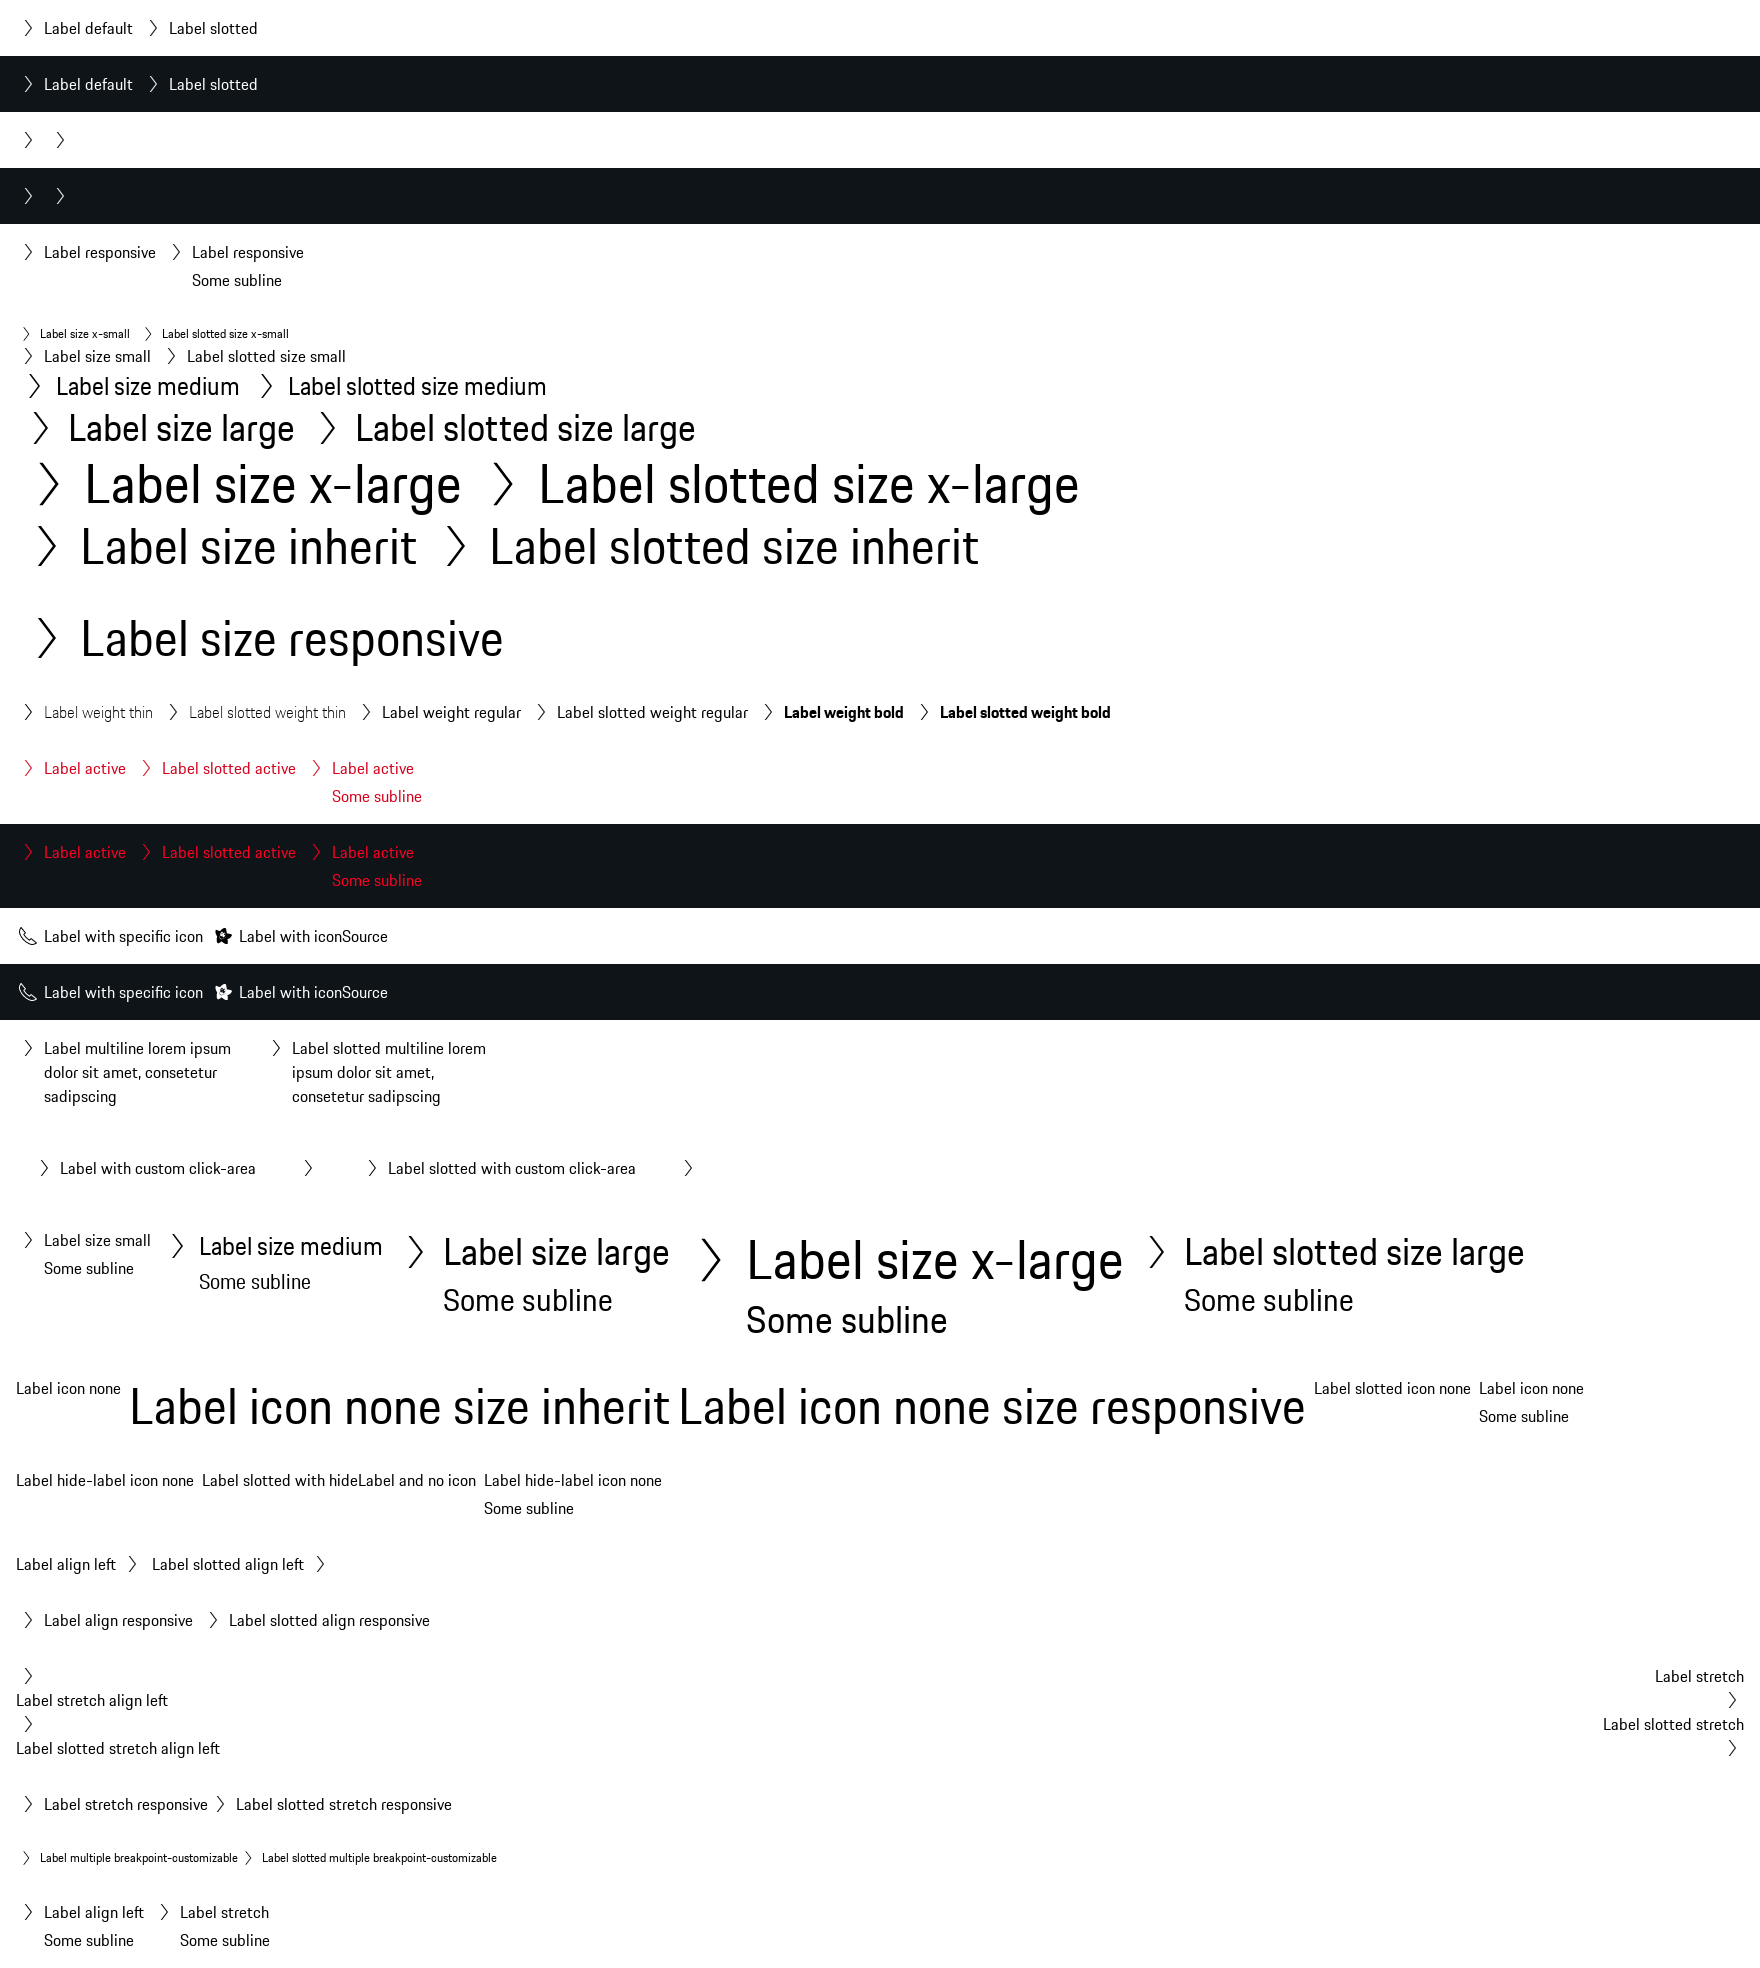 Label default Label slotted
Label default Label slotted
Label responsive Label responsive
Some subline
Label size x-small Label slotted size x-small
Label size small Label slotted size small
Label size medium Label slotted size medium
Label size large Label slotted size large
Label size x-large Label slotted size x-large
Label size inherit Label slotted size inherit
Label size responsive
Label weight thin Label slotted weight thin Label weight regular Label slotted weight regular Label weight bold Label slotted weight bold
Label active Label slotted active Label active
Some subline
Label active Label slotted active Label active
Some subline
Label with specific icon Label with iconSource
Label with specific icon Label with iconSource
Label multiline lorem ipsum
dolor sit amet, consetetur
sadipscing
Label slotted multiline lorem
ipsum dolor sit amet,
consetetur sadipscing
Label with custom click-area Label slotted with custom click-area
Label size small
Some subline
Label size medium
Some subline
Label size large
Some subline
Label size x-large
Some subline
Label slotted size large
Some subline
Label icon none Label icon none size inherit Label icon none size responsive Label slotted icon none Label icon none
Some subline
Label hide-label icon none Label slotted with hideLabel and no icon Label hide-label icon none
Some subline
Label align left Label slotted align left
Label align responsive Label slotted align responsive
Label stretch
Label stretch align left
Label slotted stretch
Label slotted stretch align left
Label stretch responsive Label slotted stretch responsive
Label multiple breakpoint-customizable Label slotted multiple breakpoint-customizable
Label align left Label stretch
Some subline Some subline